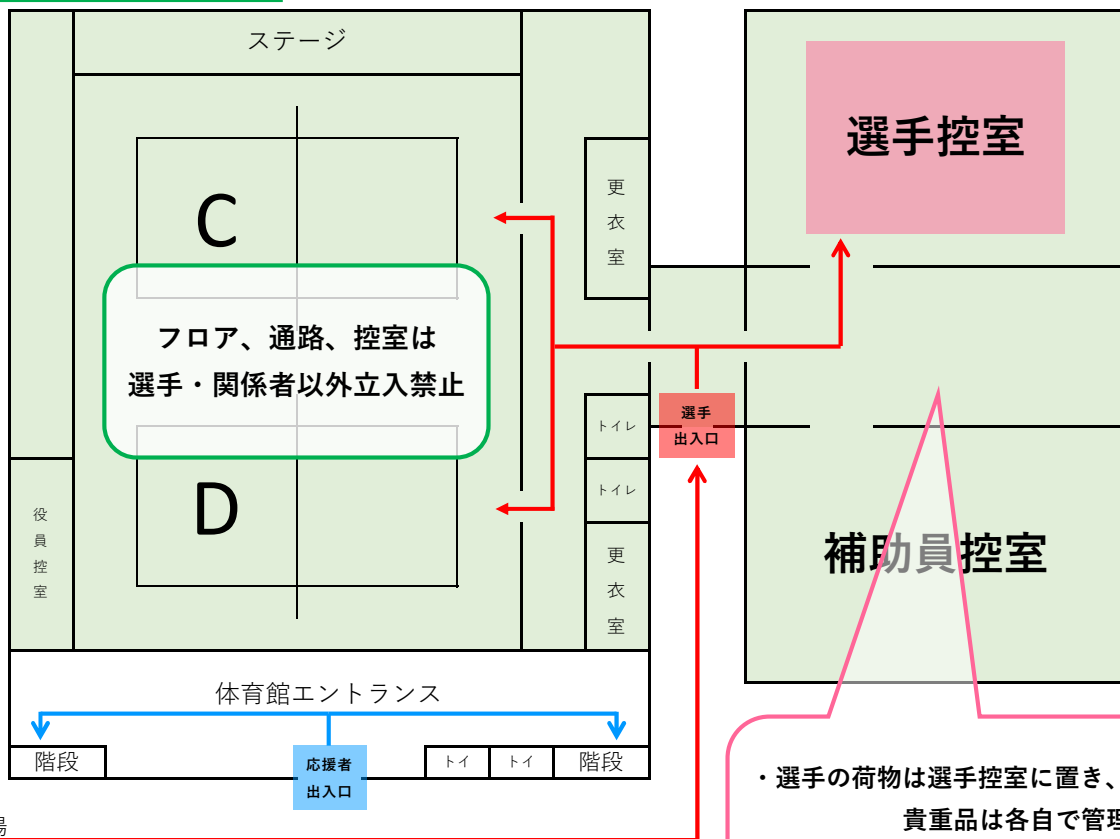 ステージ
選手控室
C
更衣室
フロア、通路、控室は
選手・関係者以外立入禁止
選手
出入口
トイレ
トイレ
D
役員控室
更衣室
補助員控室
体育館エントランス
階段
応援者
出入口
トイ
トイ
階段
・選手の荷物は選手控室に置き、
貴重品は各自で管理
場